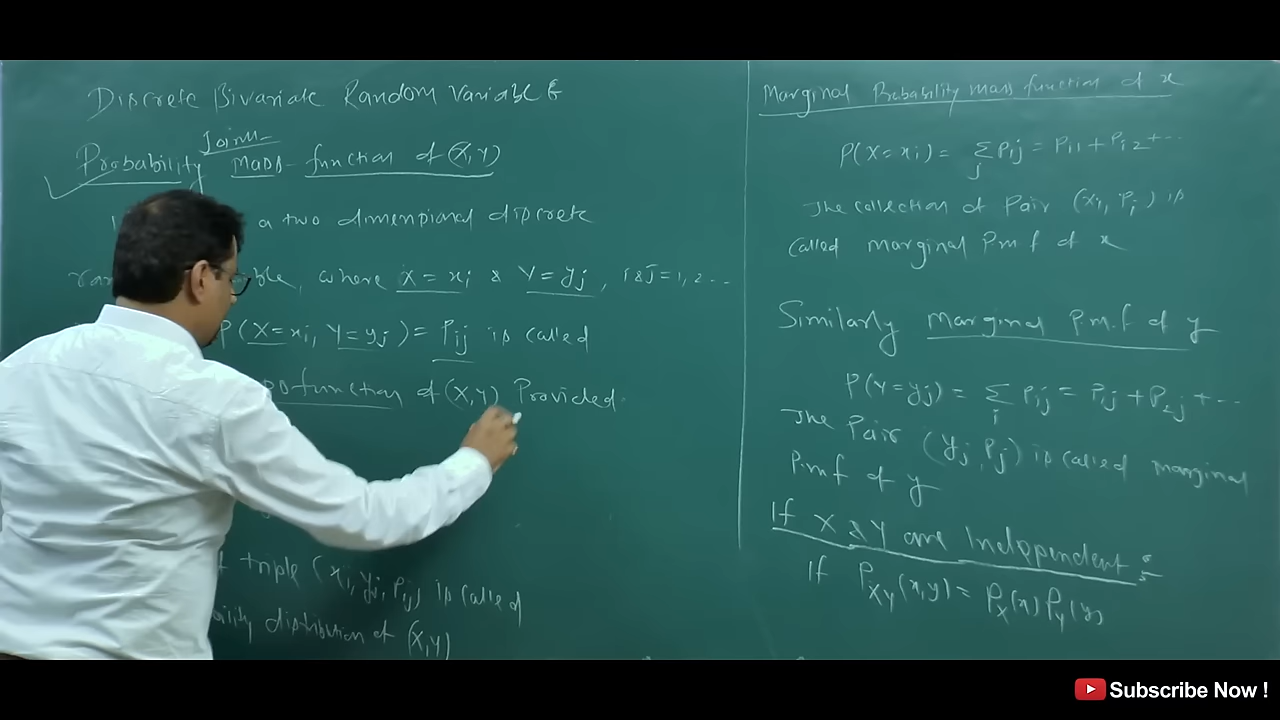 Discrete Bivariate Random Variable
Joint
Probability Mass function of (X,Y)
a two dimensional discrete
ble, where X = xi & Y = yj, i & j = 1, 2 ...
P(X=xi, Y=yj) = Pij is called
function of (X,Y) Provided
triple (xi, yj, Pij) is called
distribution of (X,Y)
Marginal Probability mass function of x
P(X=xi) = Σj Pij = Pi1 + Pi2 + ...
The collection of Pair (xi, Pi) is
called marginal P.m.f of x
Similarly Marginal P.m.f of y
P(Y=yj) = Σi Pij = Pij + P2j + ...
The Pair (yj, Pj) is called marginal
P.m.f of y
If X & Y are Independent :
If PXY(x,y) = PX(x) PY(y)
Subscribe Now !